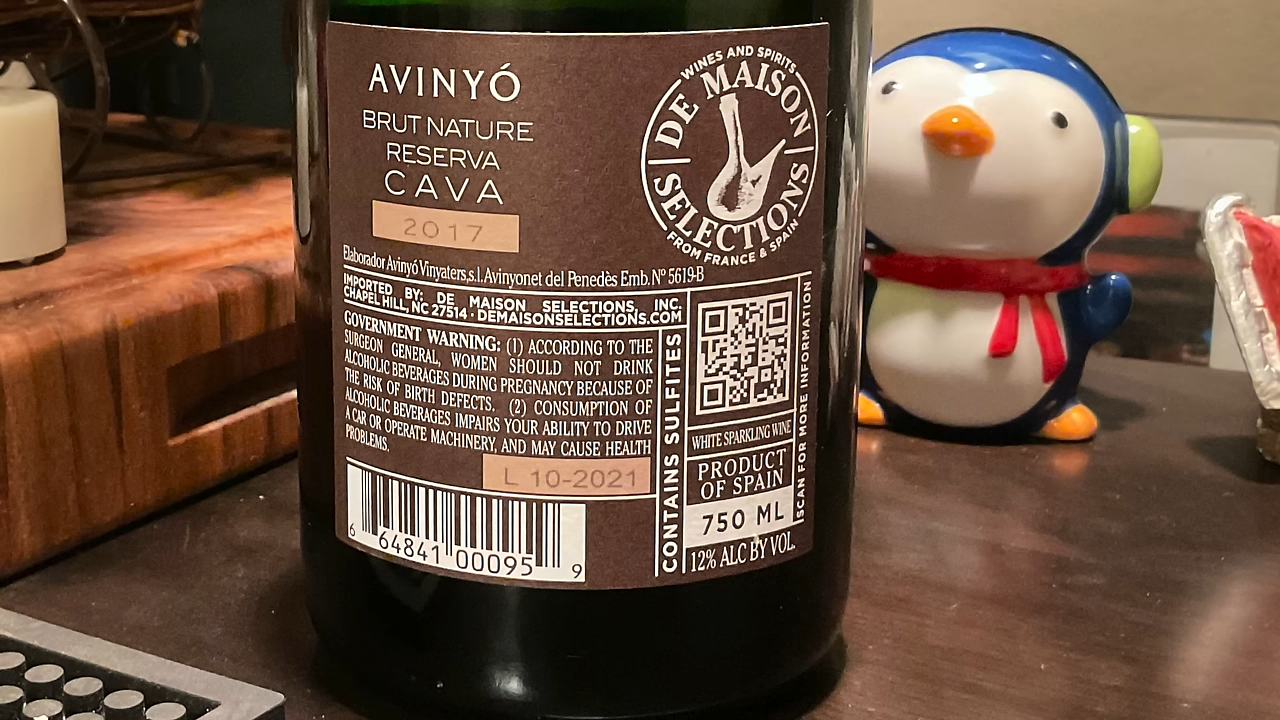 AVINYÓ
BRUT NATURE
RESERVA
CAVA
2017
WINES AND SPIRITS
DE MAISON
SELECTIONS
FROM FRANCE & SPAIN
Elaborador Avinyó Vinyaters,s.l. Avinyonet del Penedès Emb. Nº 5619-B
IMPORTED BY: DE MAISON SELECTIONS, INC.
CHAPEL HILL, NC 27514 · DEMAISONSELECTIONS.COM
GOVERNMENT WARNING: (1) ACCORDING TO THE
SURGEON GENERAL, WOMEN SHOULD NOT DRINK
ALCOHOLIC BEVERAGES DURING PREGNANCY BECAUSE OF
THE RISK OF BIRTH DEFECTS. (2) CONSUMPTION OF
ALCOHOLIC BEVERAGES IMPAIRS YOUR ABILITY TO DRIVE
A CAR OR OPERATE MACHINERY, AND MAY CAUSE HEALTH
PROBLEMS.
L 10-2021
6 64841 00095 9
CONTAINS SULFITES
WHITE SPARKLING WINE
PRODUCT
OF SPAIN
750 ML
12% ALC BY VOL.
SCAN FOR MORE INFORMATION